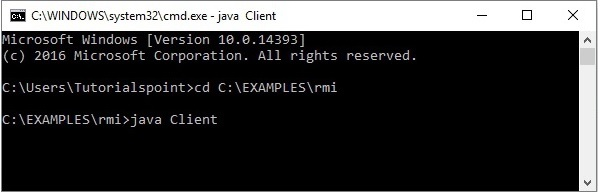 C:\WINDOWS\system32\cmd.exe - java  Client
Microsoft Windows [Version 10.0.14393]
(c) 2016 Microsoft Corporation. All rights reserved.
C:\Users\Tutorialspoint>cd C:\EXAMPLES\rmi
C:\EXAMPLES\rmi>java Client